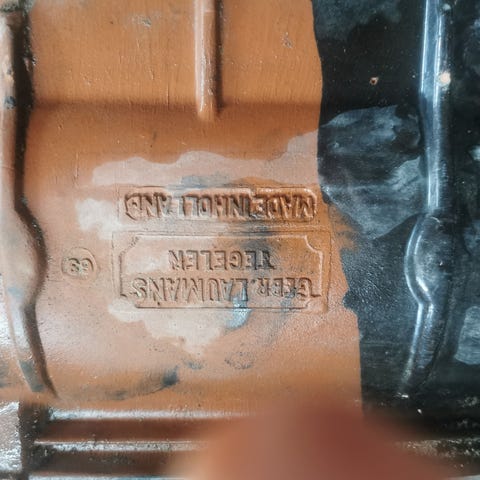 GEBR. LAUMANS
TEGELEN
MADE IN HOLLAND